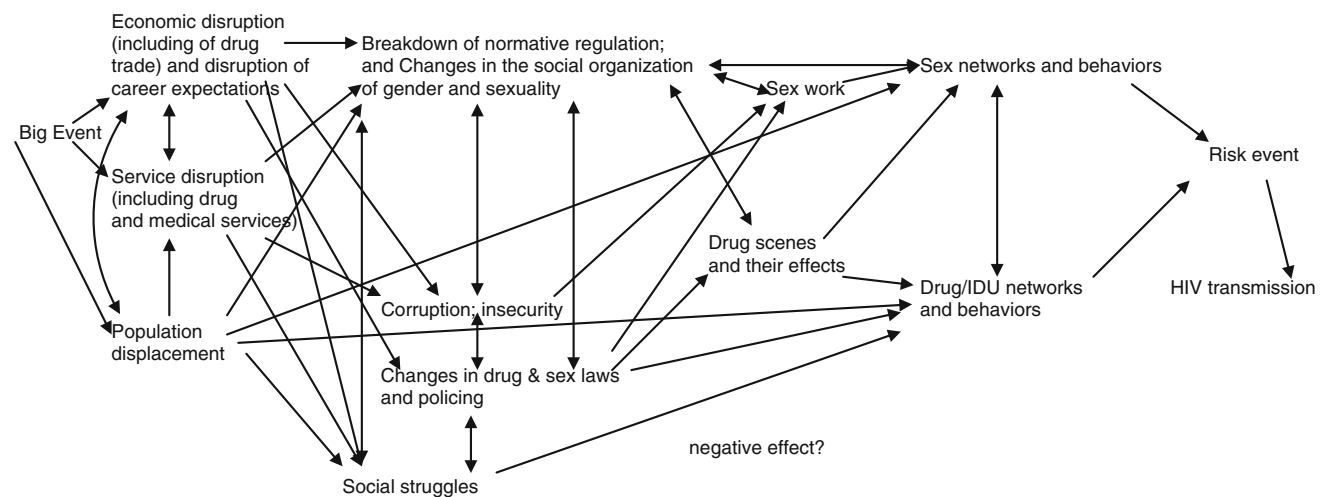 Economic disruption
(including of drug
trade) and disruption of
career expectations
Breakdown of normative regulation;
and Changes in the social organization
of gender and sexuality
Sex work
Sex networks and behaviors
Big Event
Risk event
Service disruption
(including drug
and medical services)
Drug scenes
and their effects
Drug/IDU networks
and behaviors
HIV transmission
Corruption; insecurity
Population
displacement
Changes in drug & sex laws
and policing
negative effect?
Social struggles